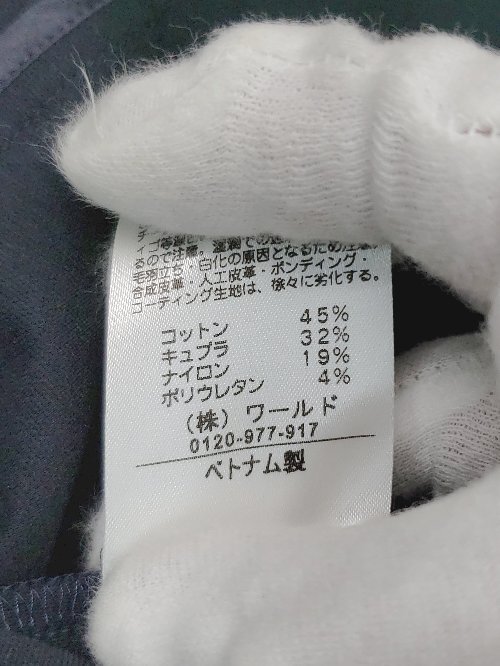 毛羽立ち・白化の原因となるため注意
合成皮革・人工皮革・ボンディング・
コーティング生地は、徐々に劣化する。
コットン 45%
キュプラ 32%
ナイロン 19%
ポリウレタン 4%
(株) ワールド
0120-977-917
ベトナム製